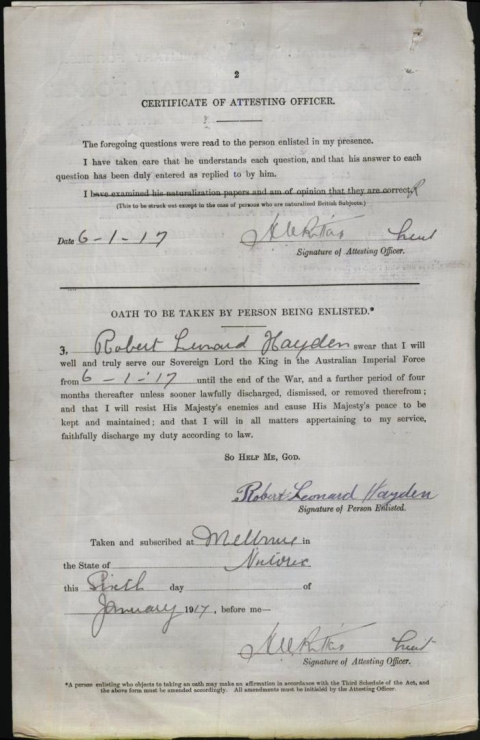 2
CERTIFICATE OF ATTESTING OFFICER.
The foregoing questions were read to the person enlisted in my presence.
I have taken care that he understands each question, and that his answer to each
question has been duly entered as replied to by him.
I have examined his naturalization papers and am of opinion that they are correct.
(This to be struck out except in the case of persons who are naturalized British Subjects.)
Date 6-1-17
Lieut
Signature of Attesting Officer.
OATH TO BE TAKEN BY PERSON BEING ENLISTED.*
3. Robert Lenard Hayden swear that I will
well and truly serve our Sovereign Lord the King in the Australian Imperial Force
from 6-1-17 until the end of the War, and a further period of four
months thereafter unless sooner lawfully discharged, dismissed, or removed therefrom;
and that I will resist His Majesty's enemies and cause His Majesty's peace to be
kept and maintained; and that I will in all matters appertaining to my service,
faithfully discharge my duty according to law.
SO HELP ME, GOD.
Robert Leonard Hayden
Signature of Person Enlisted.
Taken and subscribed at Melbourne in
the State of Victoria
this Sixth day of
January 1917, before me—
Lieut
Signature of Attesting Officer.
*A person enlisting who objects to taking an oath may make an affirmation in accordance with the Third Schedule of the Act, and
the above form must be amended accordingly. All amendments must be initialed by the Attesting Officer.